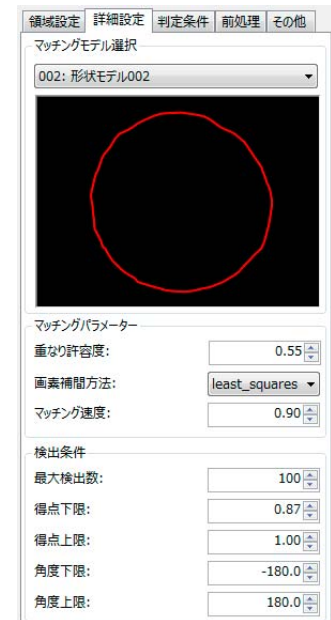 領域設定 詳細設定 判定条件 前処理 その他
マッチングモデル選択
002: 形状モデル002
マッチングパラメーター
重なり許容度: 0.55
画素補間方法: least_squares
マッチング速度: 0.90
検出条件
最大検出数: 100
得点下限: 0.87
得点上限: 1.00
角度下限: -180.0
角度上限: 180.0